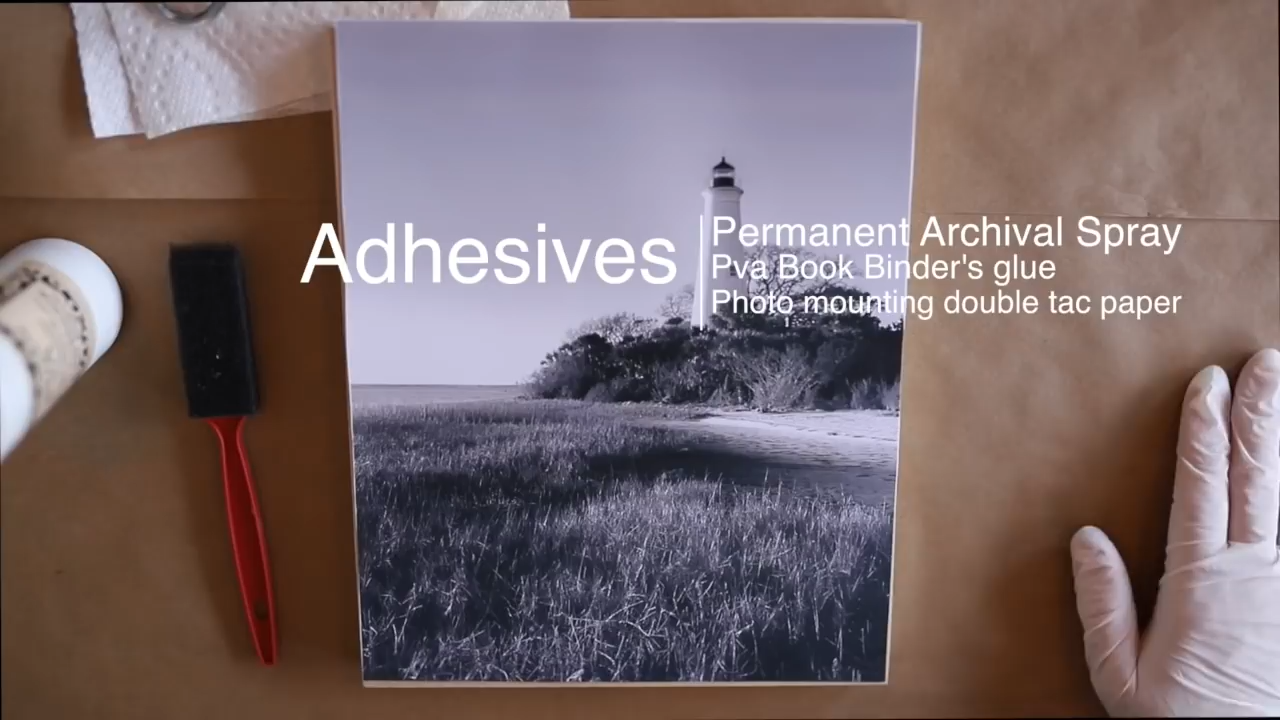 Adhesives
Permanent Archival Spray
Pva Book Binder's glue
Photo mounting double tac paper